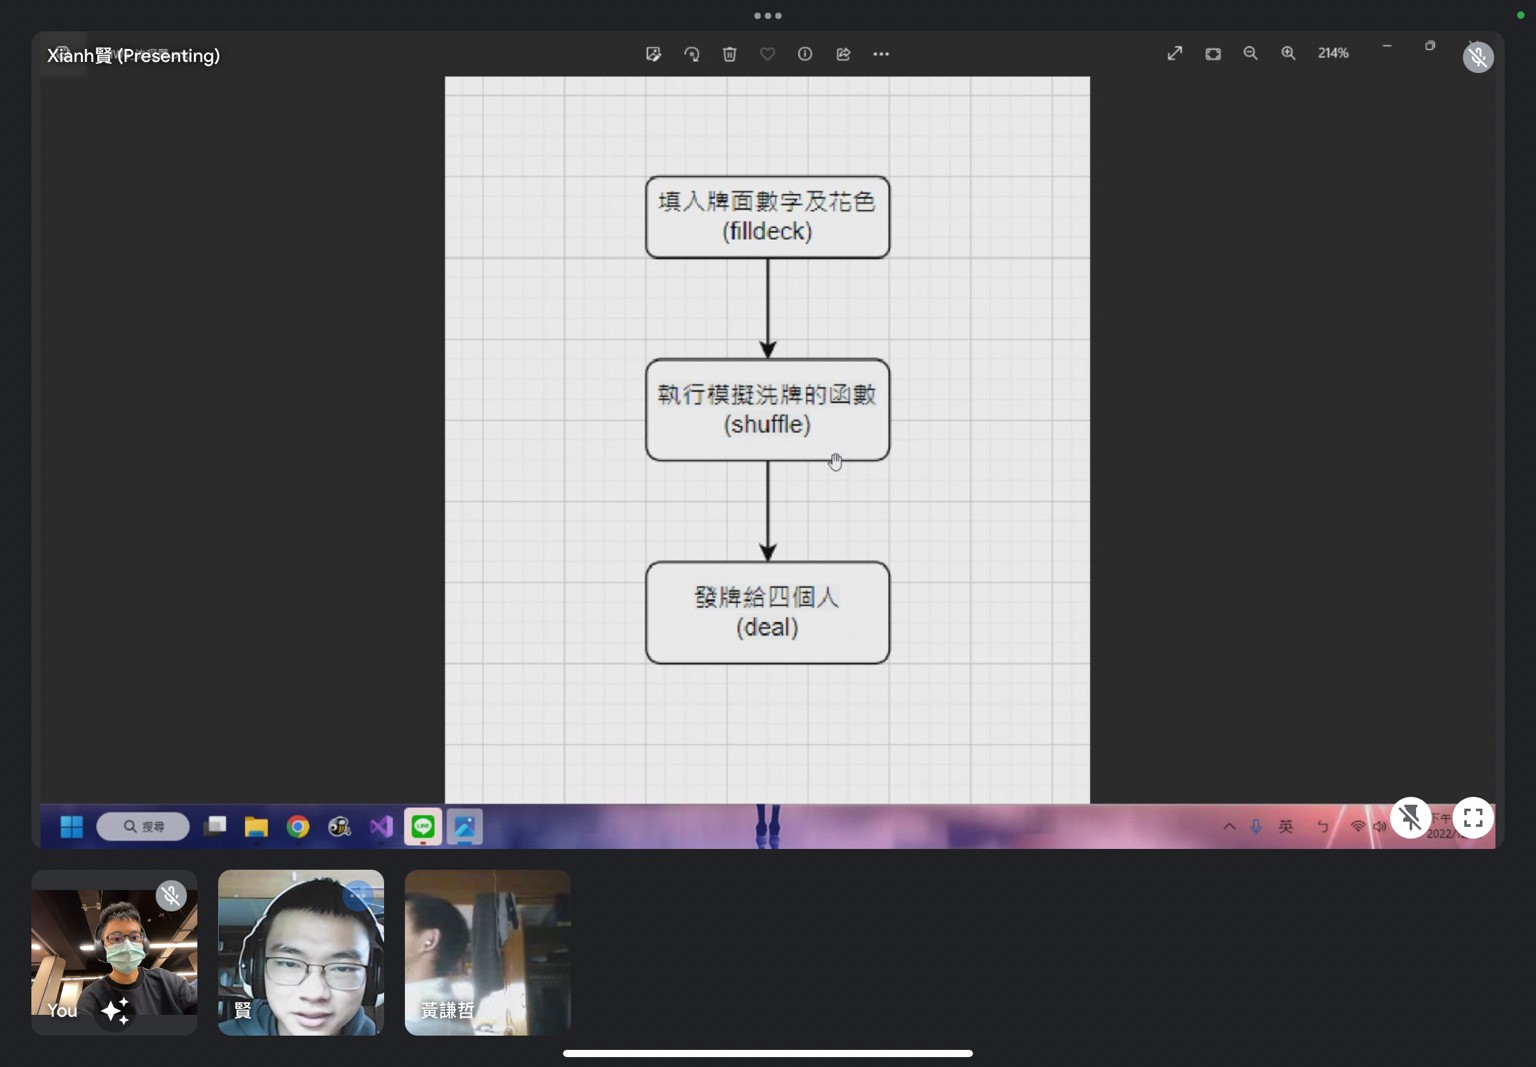 Xianh賢 (Presenting)
214%
填入牌面數字及花色
(filldeck)
執行模擬洗牌的函數
(shuffle)
發牌給四個人
(deal)
搜尋
LINE
英
ㄅ
下午
2022/
You
賢
黃謙哲